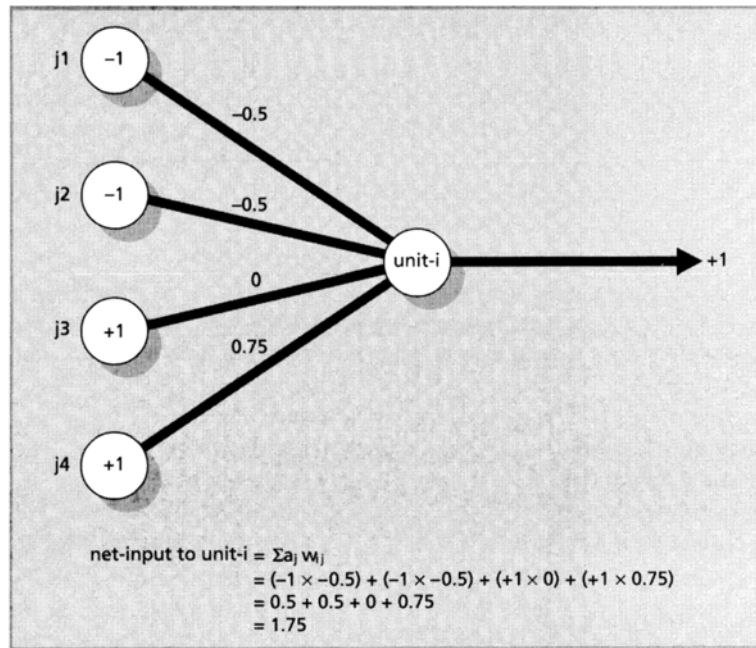 j1 −1
−0.5
j2 −1
−0.5
unit-i +1
0
j3 +1
0.75
j4 +1
net-input to unit-i = Σaj wij
= (−1 × −0.5) + (−1 × −0.5) + (+1 × 0) + (+1 × 0.75)
= 0.5 + 0.5 + 0 + 0.75
= 1.75